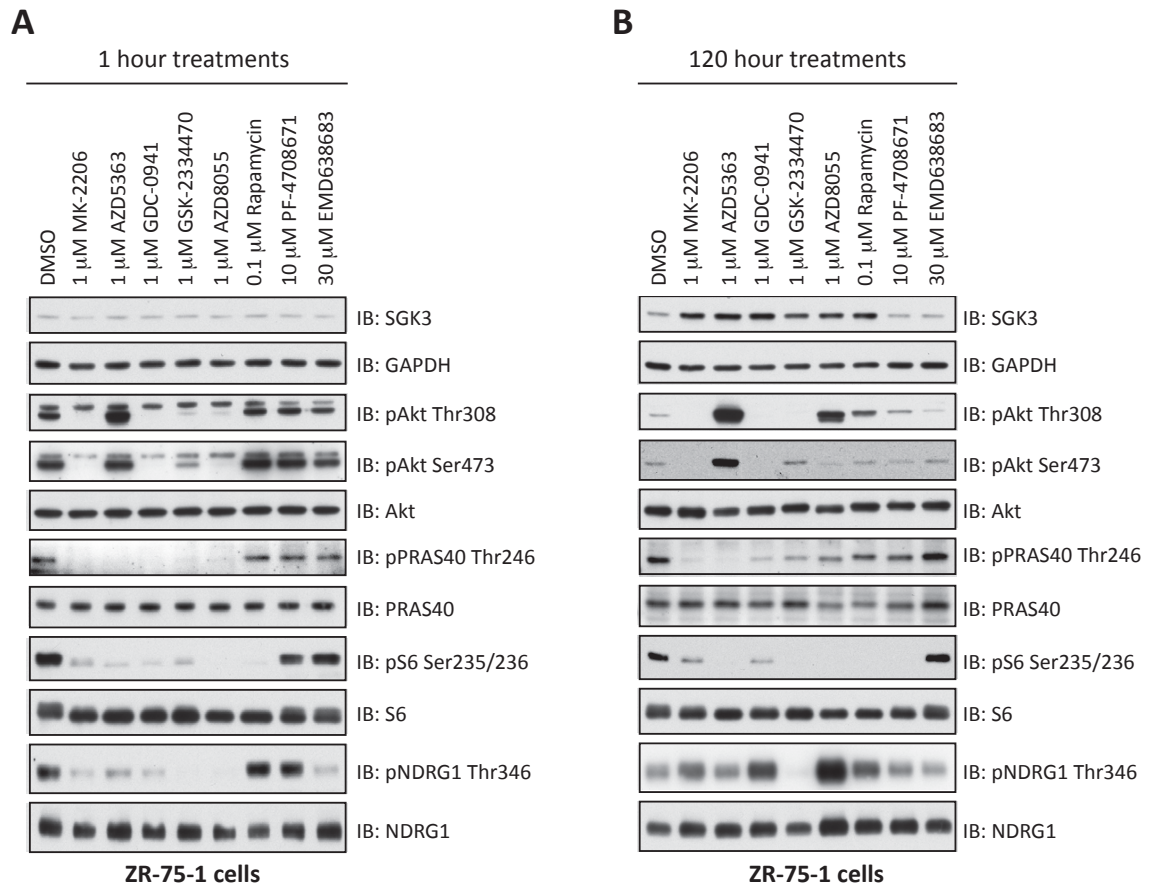 A
1 hour treatments
DMSO
1 μM MK-2206
1 μM AZD5363
1 μM GDC-0941
1 μM GSK-2334470
1 μM AZD8055
0.1 μM Rapamycin
10 μM PF-4708671
30 μM EMD638683
IB: SGK3
IB: GAPDH
IB: pAkt Thr308
IB: pAkt Ser473
IB: Akt
IB: pPRAS40 Thr246
IB: PRAS40
IB: pS6 Ser235/236
IB: S6
IB: pNDRG1 Thr346
IB: NDRG1
ZR-75-1 cells
B
120 hour treatments
DMSO
1 μM MK-2206
1 μM AZD5363
1 μM GDC-0941
1 μM GSK-2334470
1 μM AZD8055
0.1 μM Rapamycin
10 μM PF-4708671
30 μM EMD638683
IB: SGK3
IB: GAPDH
IB: pAkt Thr308
IB: pAkt Ser473
IB: Akt
IB: pPRAS40 Thr246
IB: PRAS40
IB: pS6 Ser235/236
IB: S6
IB: pNDRG1 Thr346
IB: NDRG1
ZR-75-1 cells